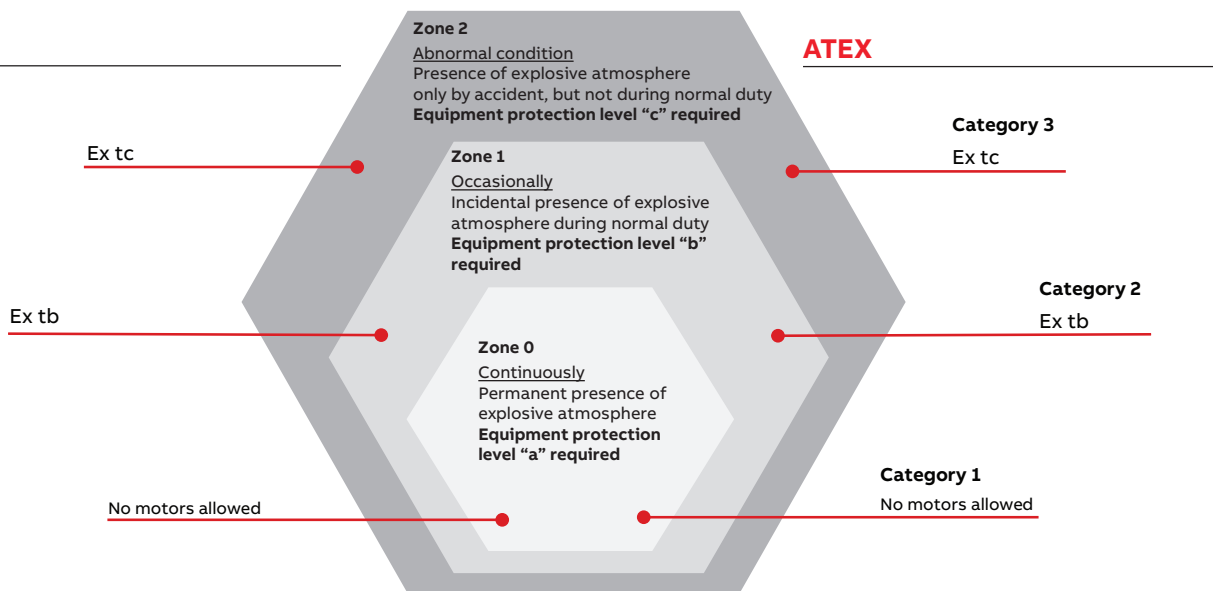 Zone 2
Abnormal condition
Presence of explosive atmosphere
only by accident, but not during normal duty
Equipment protection level “c” required
ATEX
Ex tc
Category 3
Ex tc
Zone 1
Occasionally
Incidental presence of explosive
atmosphere during normal duty
Equipment protection level “b”
required
Ex tb
Category 2
Ex tb
Zone 0
Continuously
Permanent presence of
explosive atmosphere
Equipment protection
level “a” required
No motors allowed
Category 1
No motors allowed